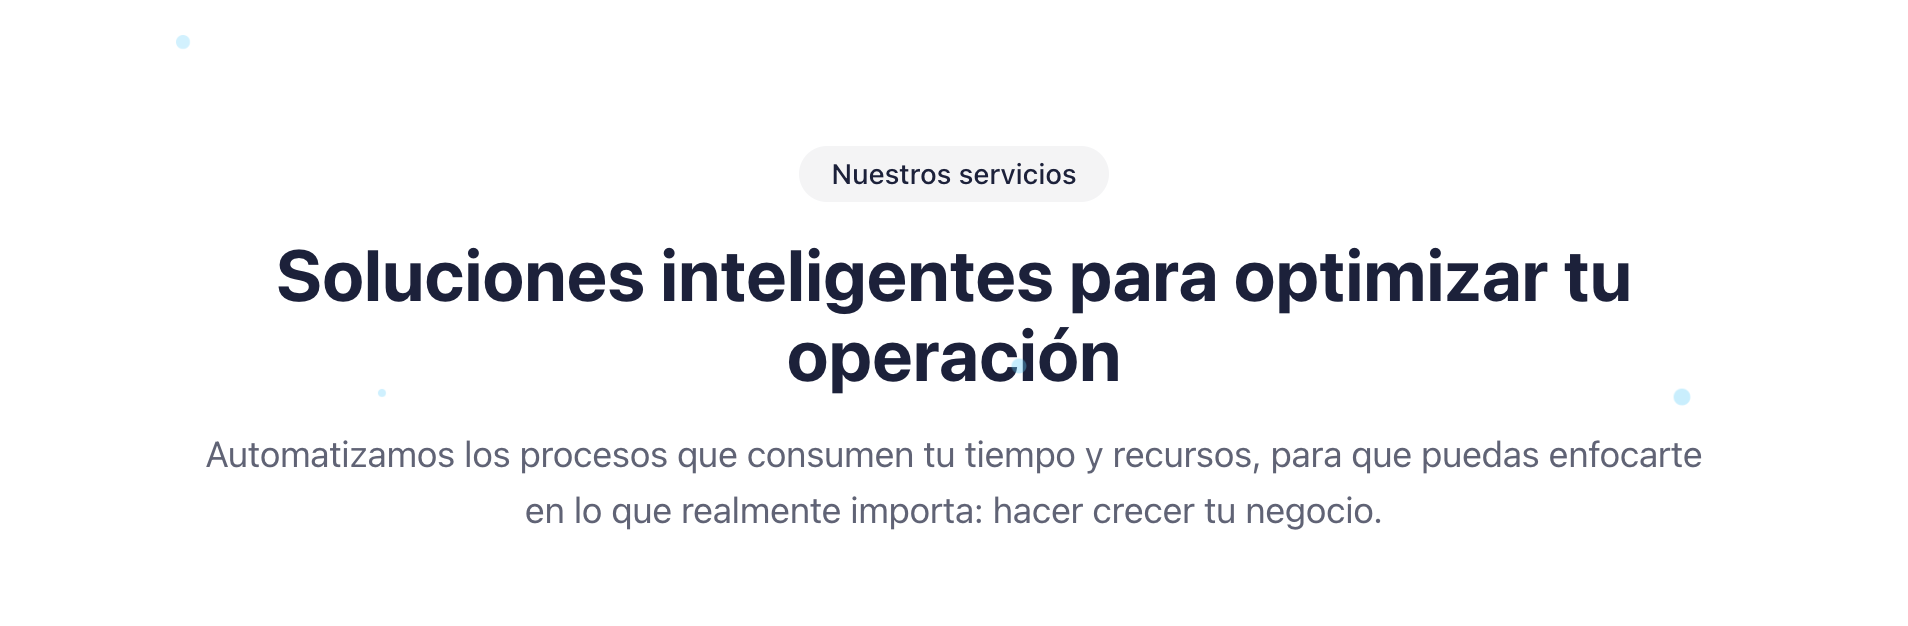 Nuestros servicios
Soluciones inteligentes para optimizar tu
operación
Automatizamos los procesos que consumen tu tiempo y recursos, para que puedas enfocarte
en lo que realmente importa: hacer crecer tu negocio.